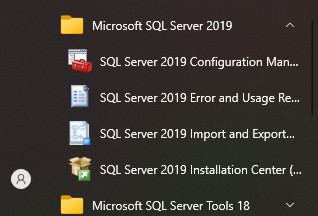 Microsoft SQL Server 2019
SQL Server 2019 Configuration Man...
SQL Server 2019 Error and Usage Re...
SQL Server 2019 Import and Export...
SQL Server 2019 Installation Center (...
Microsoft SQL Server Tools 18